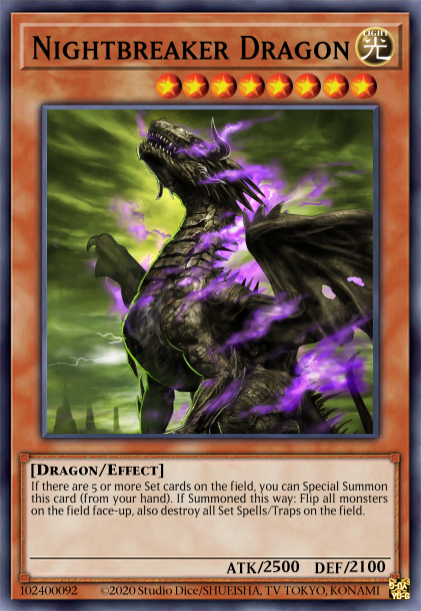 Nightbreaker Dragon
LIGHT
光
[Dragon/Effect]
If there are 5 or more Set cards on the field, you can Special Summon
this card (from your hand). If Summoned this way: Flip all monsters
on the field face-up, also destroy all Set Spells/Traps on the field.
ATK/2500 DEF/2100
102400092 ©2020 Studio Dice/SHUEISHA, TV TOKYO, KONAMI